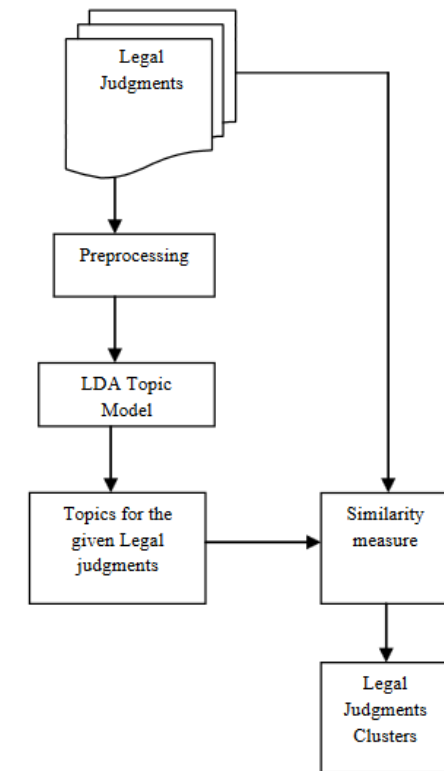 Legal
Judgments
Preprocessing
LDA Topic
Model
Topics for the
given Legal
judgments
Similarity
measure
Legal
Judgments
Clusters